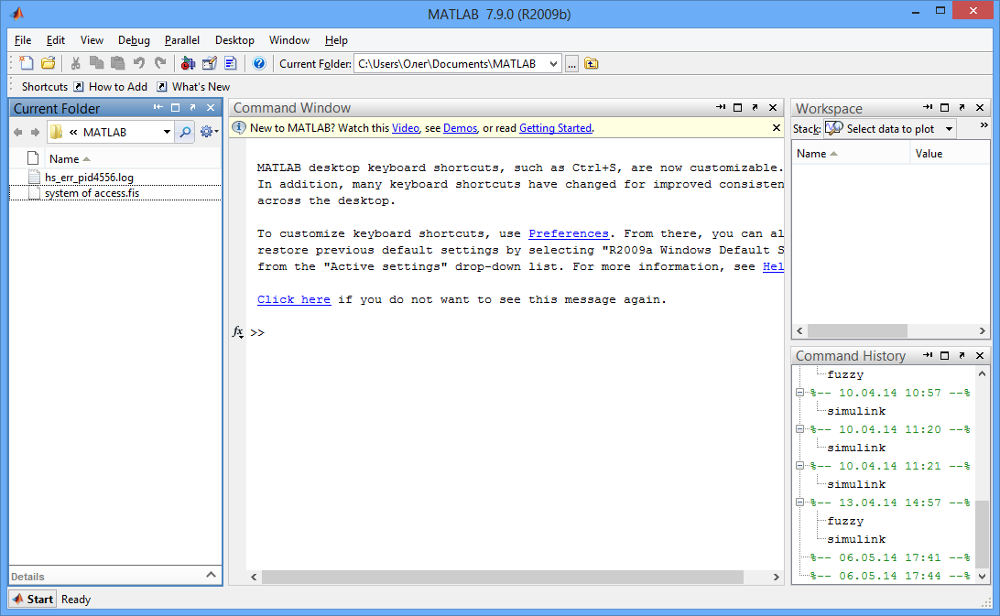 MATLAB 7.9.0 (R2009b)
File Edit View Debug Parallel Desktop Window Help
Current Folder: C:\Users\Олег\Documents\MATLAB ...
Shortcuts How to Add What's New
Current Folder
« MATLAB
Name
hs_err_pid4556.log
system of access.fis
Details
Command Window
New to MATLAB? Watch this Video, see Demos, or read Getting Started.
MATLAB desktop keyboard shortcuts, such as Ctrl+S, are now customizable.
In addition, many keyboard shortcuts have changed for improved consisten
across the desktop.
To customize keyboard shortcuts, use Preferences. From there, you can al
restore previous default settings by selecting "R2009a Windows Default S
from the "Active settings" drop-down list. For more information, see Hel
Click here if you do not want to see this message again.
fx >>
Workspace
Stack: Select data to plot »
Name Value
Command History
fuzzy
%-- 10.04.14 10:57 --%
simulink
%-- 10.04.14 11:20 --%
simulink
%-- 10.04.14 11:21 --%
simulink
%-- 13.04.14 14:57 --%
fuzzy
simulink
%-- 06.05.14 17:41 --%
%-- 06.05.14 17:44 --%
Start Ready